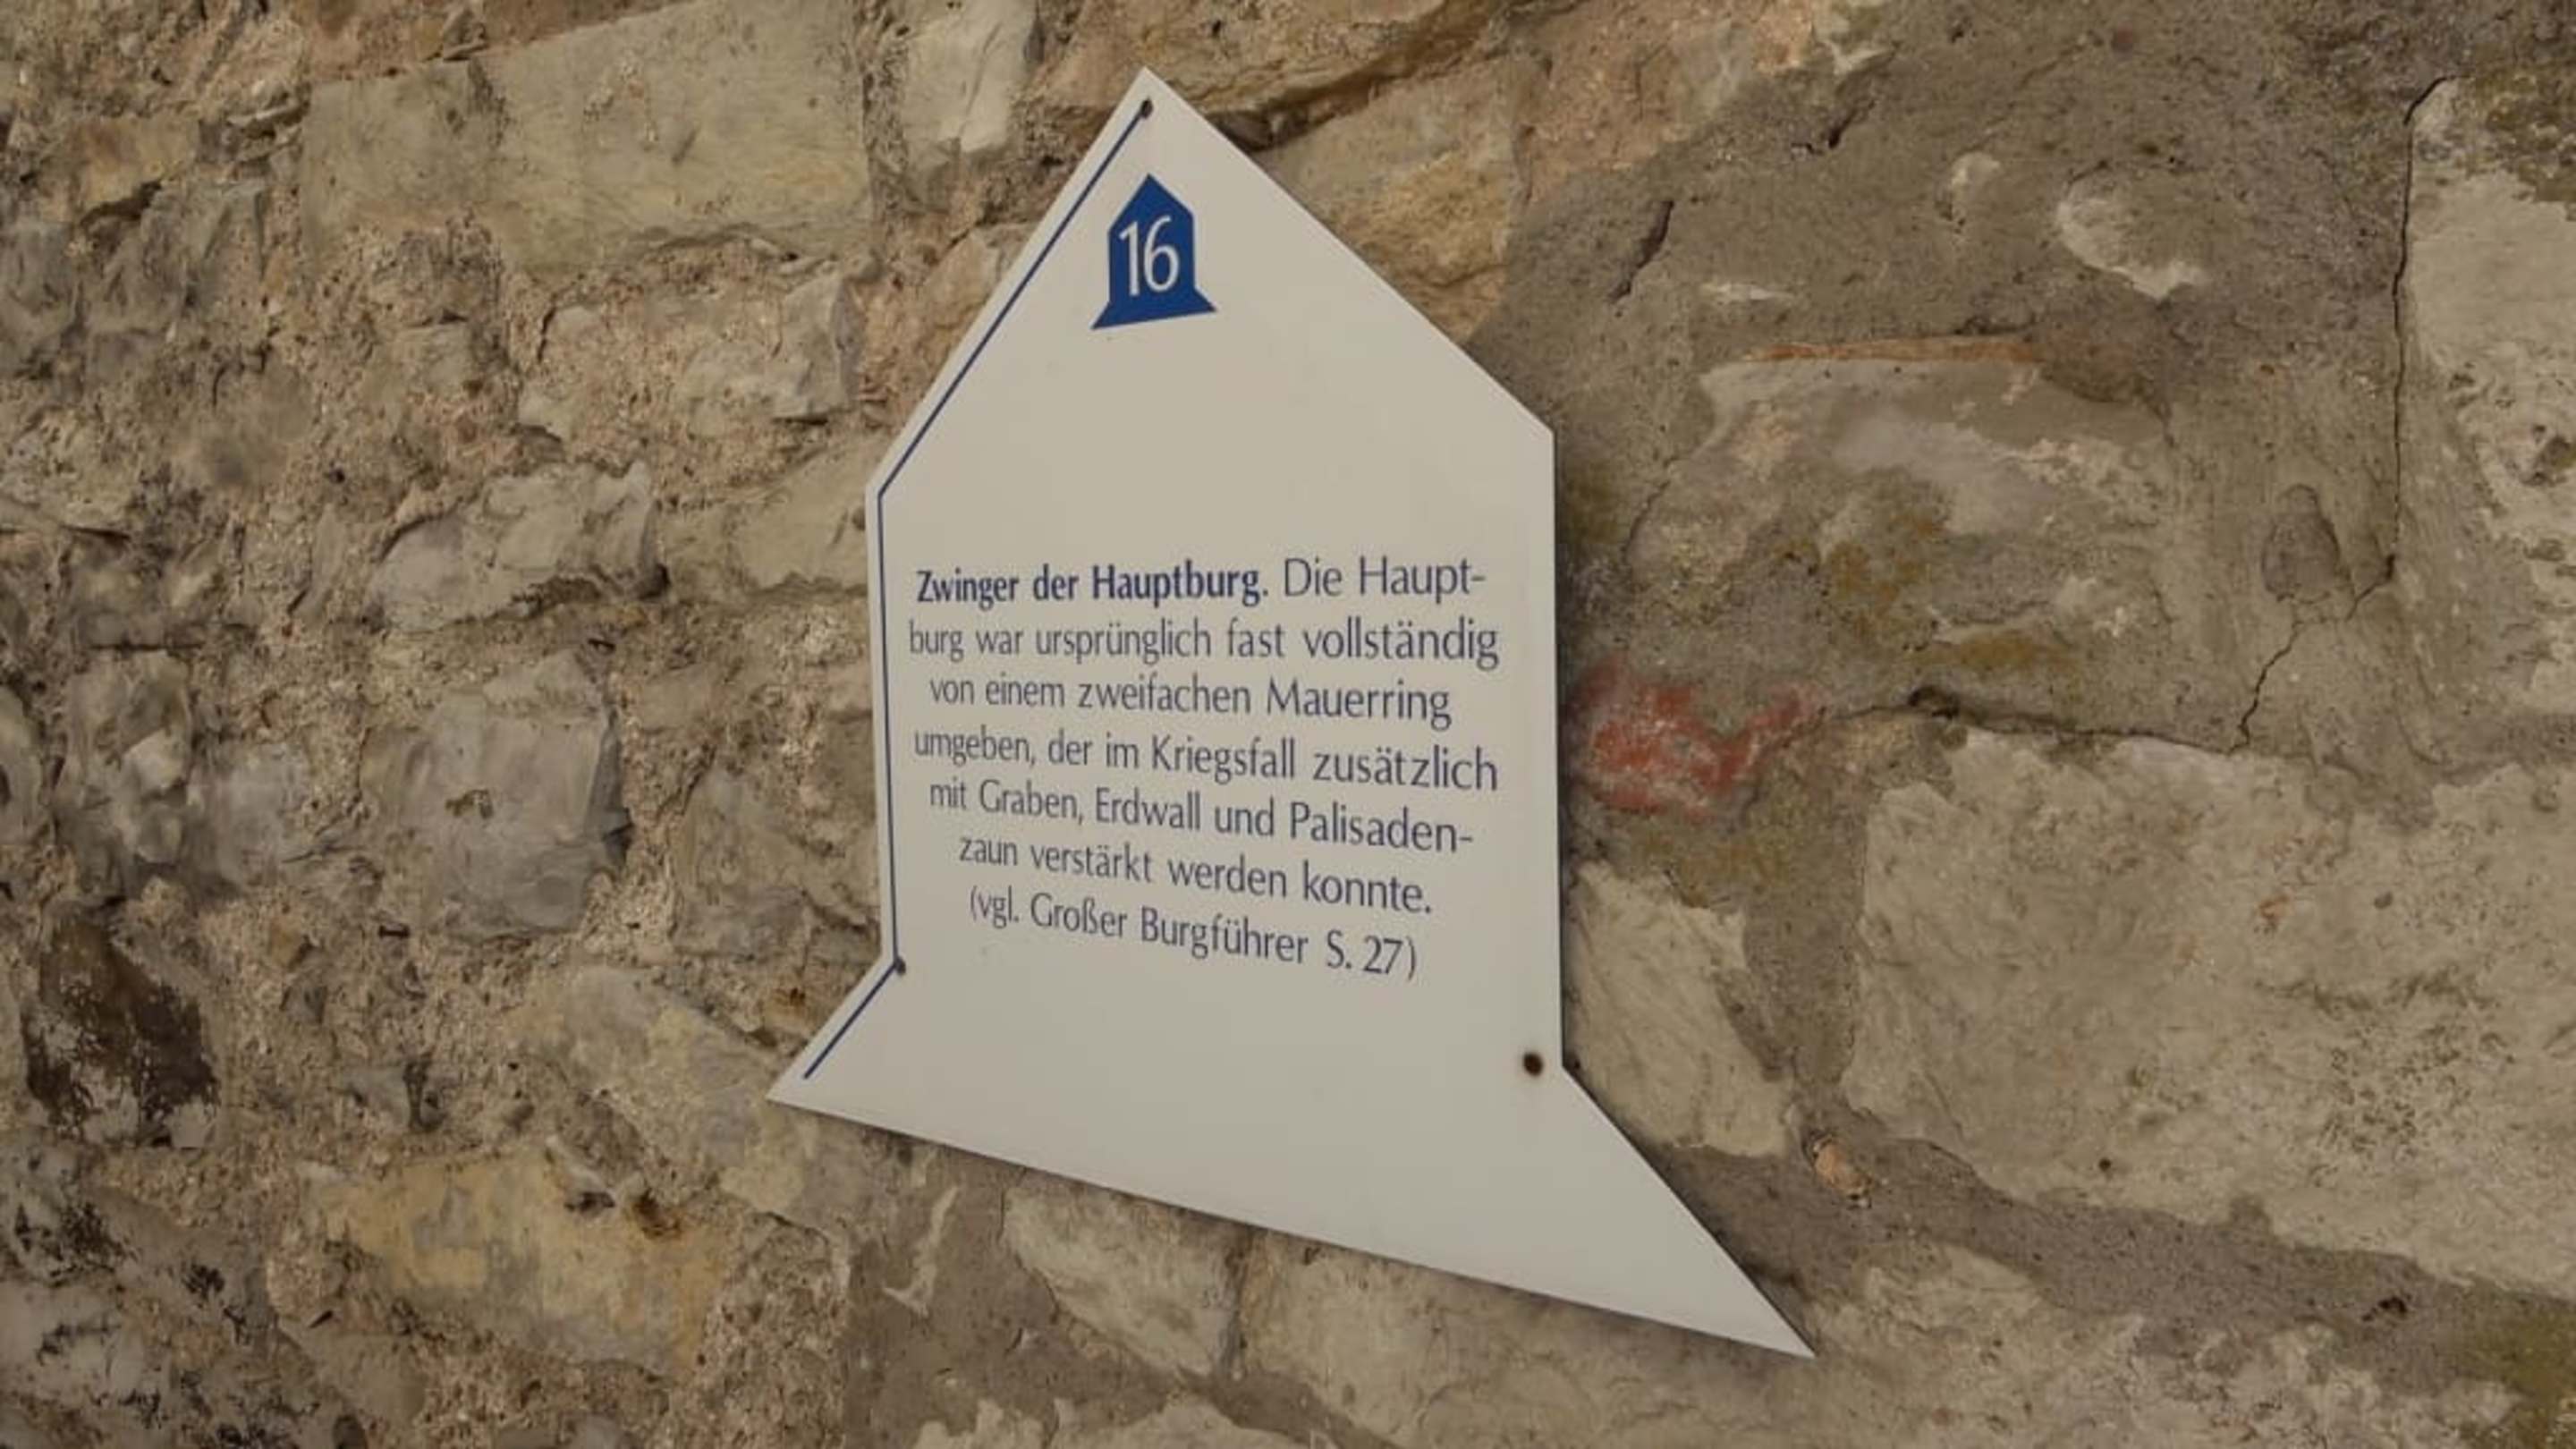 16
Zwinger der Hauptburg. Die Haupt-
burg war ursprünglich fast vollständig
von einem zweifachen Mauerring
umgeben, der im Kriegsfall zusätzlich
mit Graben, Erdwall und Palisaden-
zaun verstärkt werden konnte.
(vgl. Großer Burgführer S. 27)